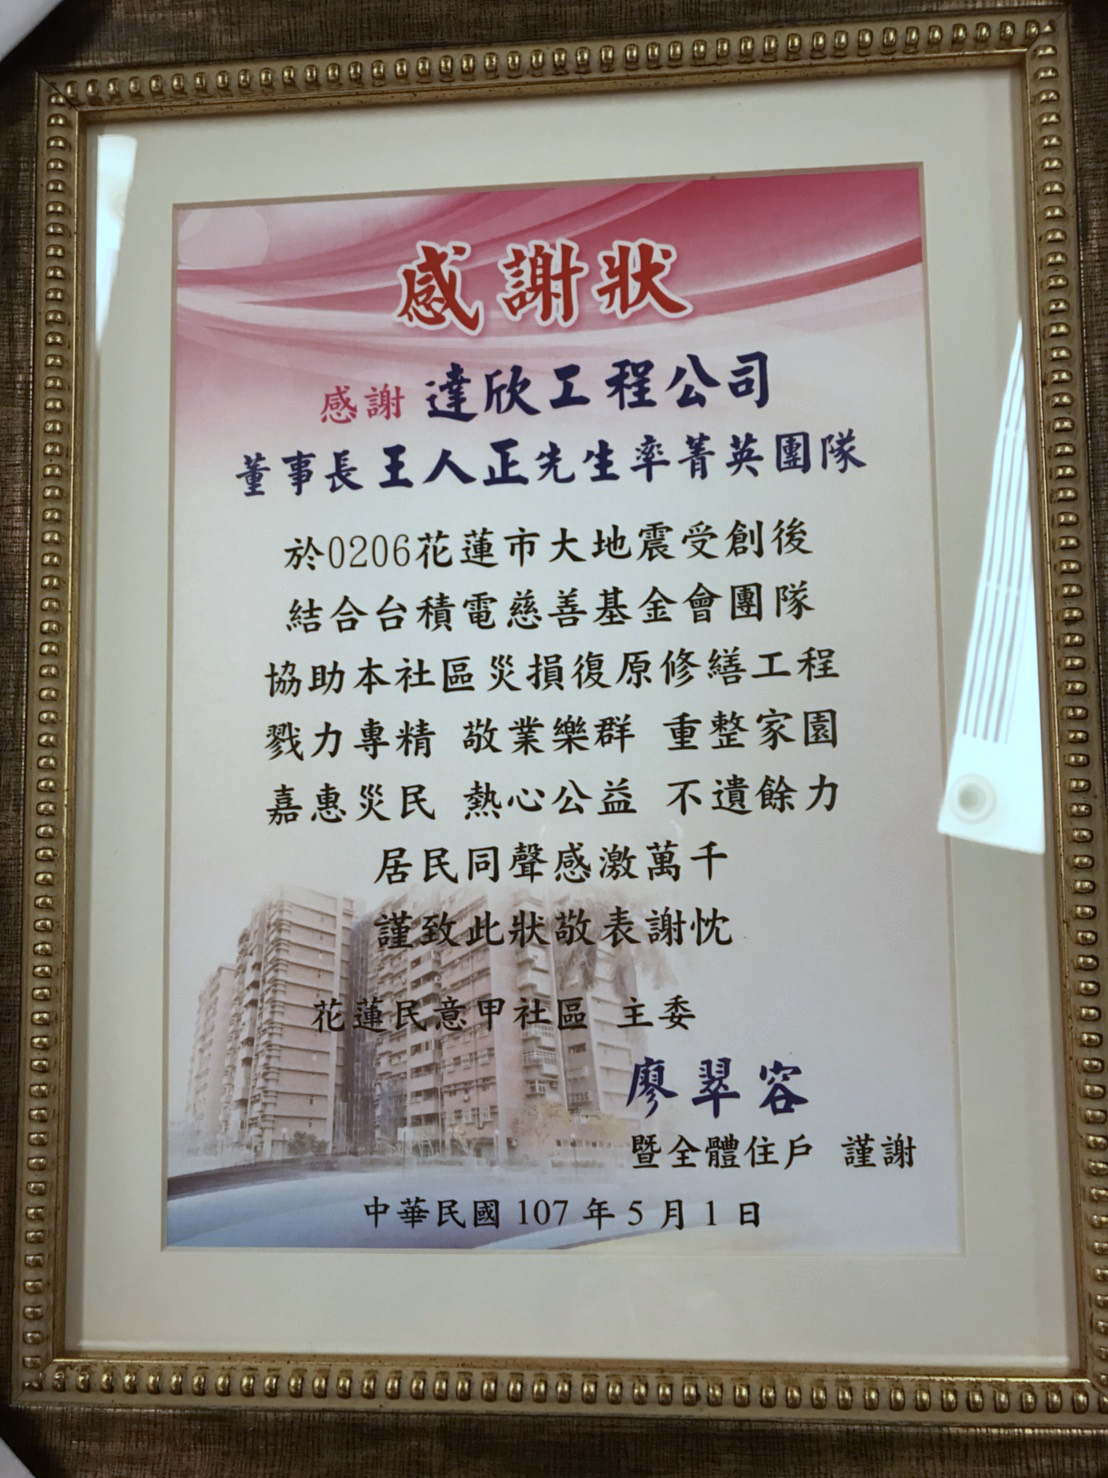 感謝狀
感謝 達欣工程公司
董事長王人正先生率菁英團隊
於0206花蓮市大地震受創後
結合台積電慈善基金會團隊
協助本社區災損復原修繕工程
戮力專精 敬業樂群 重整家園
嘉惠災民 熱心公益 不遺餘力
居民同聲感激萬千
謹致此狀敬表謝忱
花蓮民意甲社區 主委
廖翠容
暨全體住戶 謹謝
中華民國 107 年 5 月 1 日